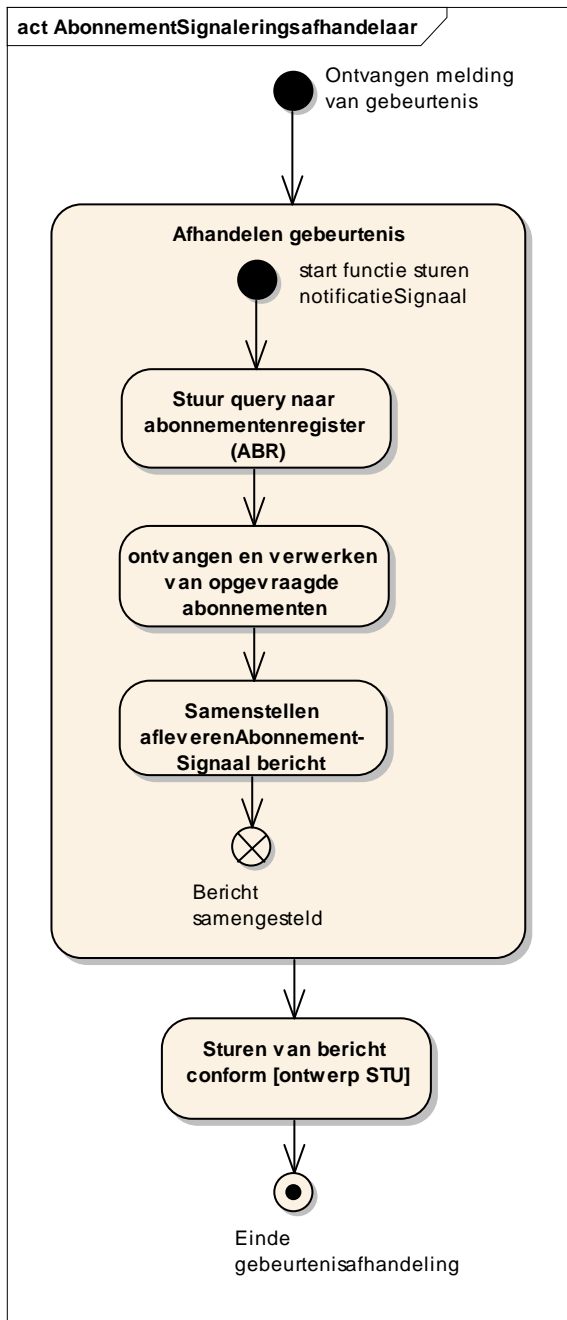 act AbonnementSignaleringsafhandelaar
Ontvangen melding
van gebeurtenis
Afhandelen gebeurtenis
start functie sturen
notificatieSignaal
Stuur query naar
abonnementenregister
(ABR)
ontvangen en verwerken
van opgevraagde
abonnementen
Samenstellen
afleverenAbonnement-
Signaal bericht
Bericht
samengesteld
Sturen van bericht
conform [ontwerp STU]
Einde
gebeurtenisafhandeling